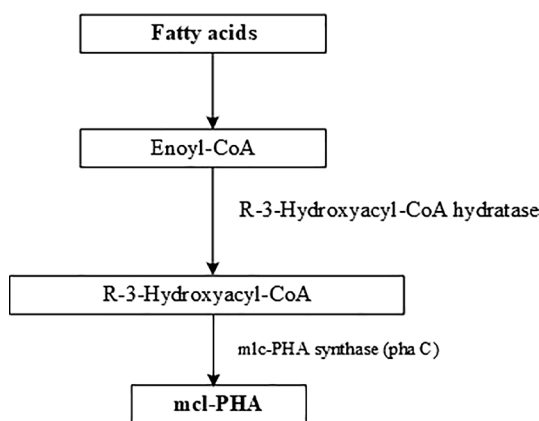 Fatty acids
Enoyl-CoA
R-3-Hydroxyacyl-CoA hydratase
R-3-Hydroxyacyl-CoA
mlc-PHA synthase (pha C)
mcl-PHA